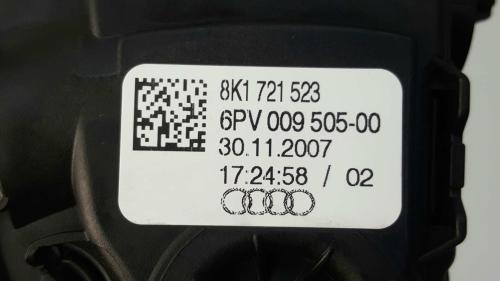 8K1 721 523
6PV 009 505-00
30.11.2007
17:24:58 / 02